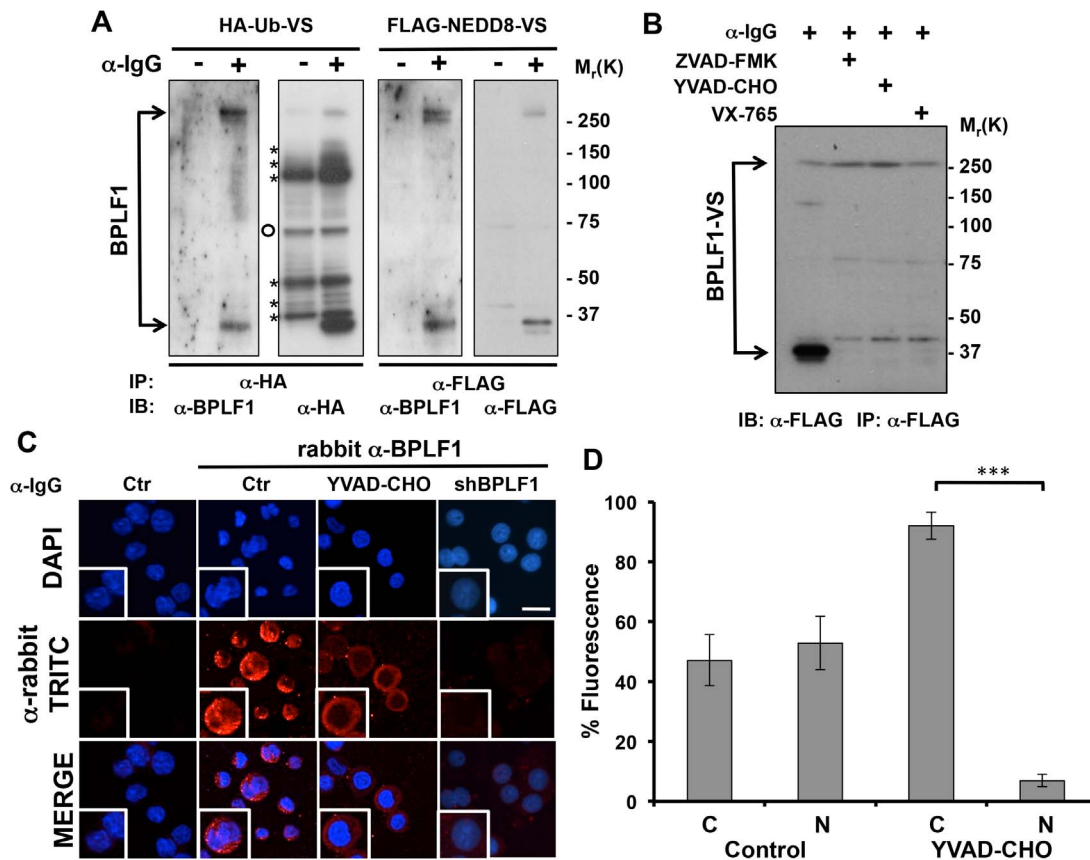 A
HA-Ub-VS FLAG-NEDD8-VS
α-IgG - + - + - + - + Mr(K)
BPLF1
- 250
- 150
- 100
- 75
- 50
- 37
*
*
*
*
*
IP: α-HA α-FLAG
IB: α-BPLF1 α-HA α-BPLF1 α-FLAG
B
α-IgG + + + +
ZVAD-FMK +
YVAD-CHO +
VX-765 +
Mr(K)
BPLF1-VS
- 250
- 150
- 100
- 75
- 50
- 37
IB: α-FLAG IP: α-FLAG
C
rabbit α-BPLF1
α-IgG Ctr Ctr YVAD-CHO shBPLF1
DAPI
α-rabbit
TRITC
MERGE
D
% Fluorescence
100
80
60
40
20
0
***
C N C N
Control YVAD-CHO